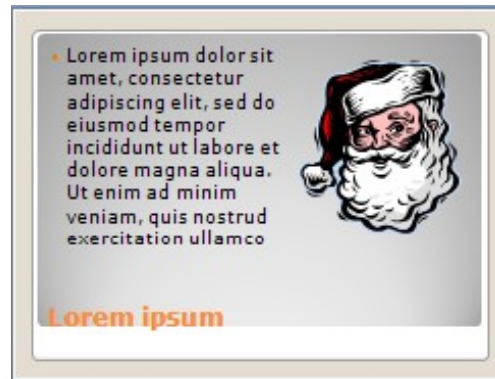 Lorem ipsum dolor sit
amet, consectetur
adipiscing elit, sed do
eiusmod tempor
incididunt ut labore et
dolore magna aliqua.
Ut enim ad minim
veniam, quis nostrud
exercitation ullamco
Lorem ipsum